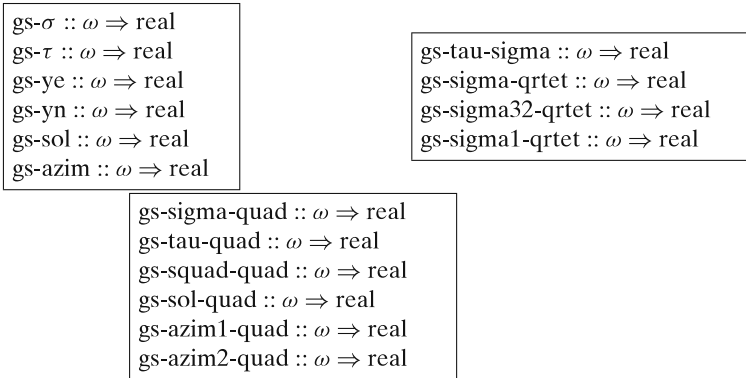 gs-σ :: ω ⇒ real
gs-τ :: ω ⇒ real
gs-ye :: ω ⇒ real
gs-yn :: ω ⇒ real
gs-sol :: ω ⇒ real
gs-azim :: ω ⇒ real
gs-tau-sigma :: ω ⇒ real
gs-sigma-qrtet :: ω ⇒ real
gs-sigma32-qrtet :: ω ⇒ real
gs-sigma1-qrtet :: ω ⇒ real
gs-sigma-quad :: ω ⇒ real
gs-tau-quad :: ω ⇒ real
gs-squad-quad :: ω ⇒ real
gs-sol-quad :: ω ⇒ real
gs-azim1-quad :: ω ⇒ real
gs-azim2-quad :: ω ⇒ real